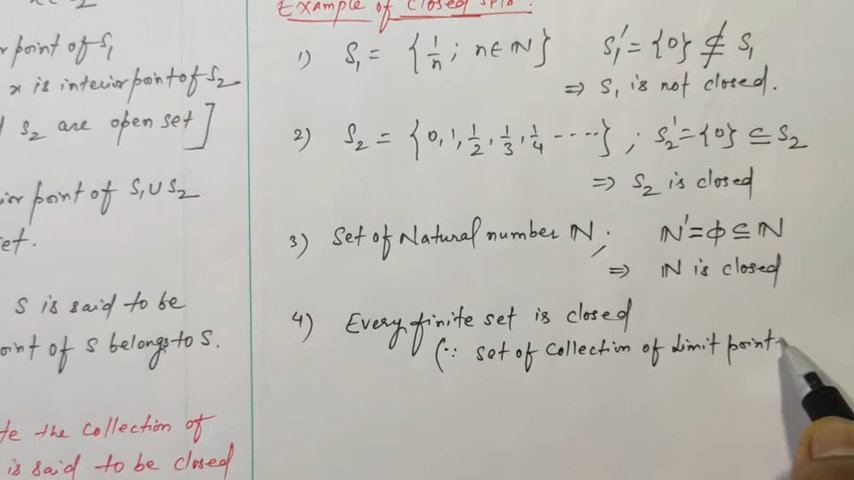 point of S₁
x is interior point of S₂
S₂ are open set]
point of S₁ ∪ S₂
S is said to be
point of S belongs to S.
the collection of
is said to be closed
Example of closed sets.
1) S₁ = {1/n ; n ∈ ℕ} S₁' = {0} ⊄ S₁
⇒ S₁ is not closed.
2) S₂ = {0, 1, 1/2, 1/3, 1/4 ----} ; S₂' = {0} ⊆ S₂
⇒ S₂ is closed
3) Set of Natural number ℕ ; ℕ' = ϕ ⊆ ℕ
⇒ ℕ is closed
4) Every finite set is closed
(∵ set of collection of limit point